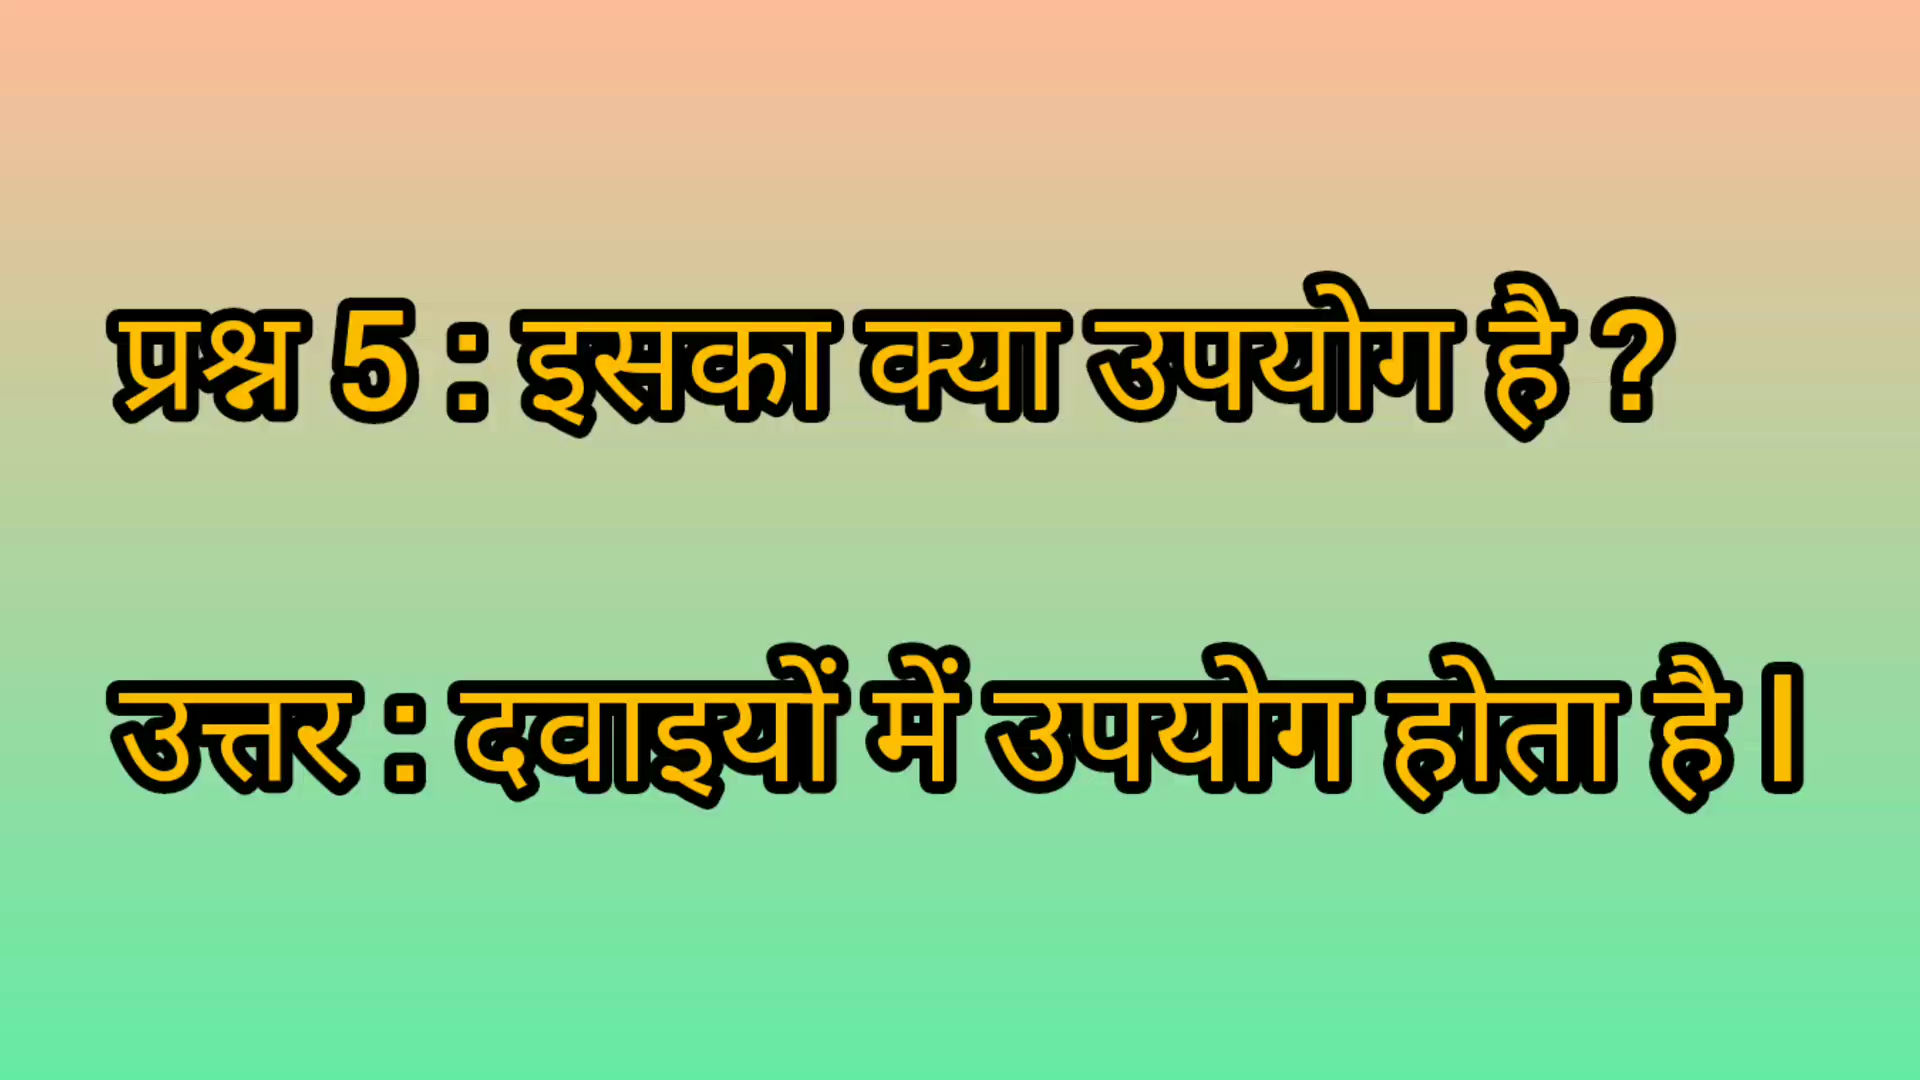 प्रश्न 5 : इसका क्या उपयोग है ?
उत्तर : दवाइयों में उपयोग होता है l